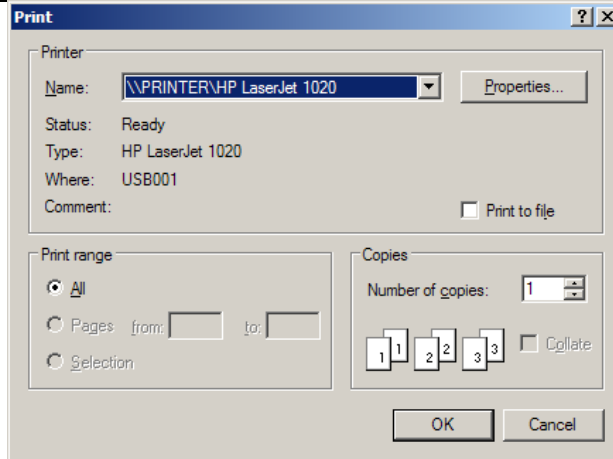 Print
Printer
Name: \\PRINTER\HP LaserJet 1020 Properties...
Status: Ready
Type: HP LaserJet 1020
Where: USB001
Comment: Print to file
Print range
All
Pages from: to:
Selection
Copies
Number of copies: 1
1 1 2 2 3 3 Collate
OK Cancel